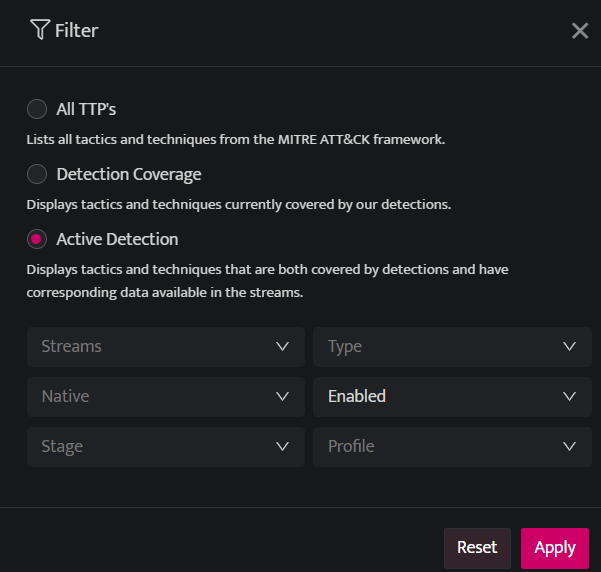 Filter
All TTP's
Lists all tactics and techniques from the MITRE ATT&CK framework.
Detection Coverage
Displays tactics and techniques currently covered by our detections.
Active Detection
Displays tactics and techniques that are both covered by detections and have
corresponding data available in the streams.
Streams
Type
Native
Enabled
Stage
Profile
Reset
Apply